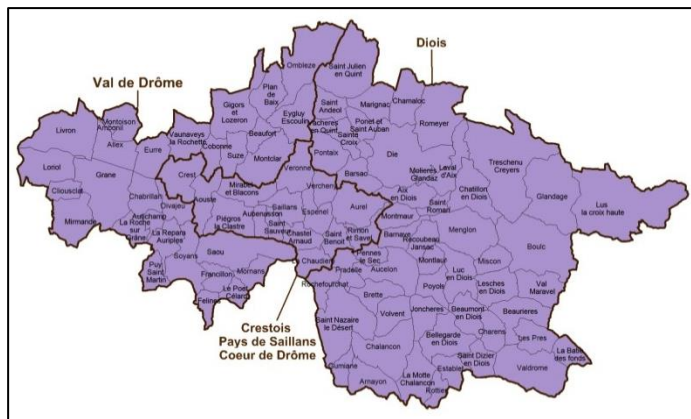 Diois
Val de Drôme
Crestois
Pays de Saillans
Coeur de Drôme
Ombleze
Saint Julien
en Quint
Plan
de
Baix
Gigors
et
Lozeron
Eygluy
Escoulin
Beaufort
Saint
Andeol
Marignac
Chamaloc
Romeyer
Vacheres
en Quint
Ponet et
Saint Auban
Sainte
Croix
Pontaix
Die
Livron
Montoison
Ambonil
Allex
Eurre
Vaunaveys
la Rochette
Cobonne
Suze
Montclar
Loriol
Grane
Cliousclat
Mirmande
Chabrillan
Crest
Divajeu
Autichamp
La Roche
sur
Grâne
La Repara
Auriples
Puy
Saint
Martin
Soyans
Saou
Francillon
Mornans
Le Poet
Célard
Felines
Aouste
Mirabel
et Blacons
Piégros
la Clastre
Aubenasson
Saillans
Saint
Sauveur
Chastel
Arnaud
Espenel
Veronne
Vercheny
Aurel
Saint
Benoit
Rimon
et Savel
Chaudiere
Barsac
Molieres
Glandaz
Laval
d'Aix
Aix
en Diois
Saint
Roman
Chatillon
en Diois
Treschenu
Creyers
Glandage
Lus
la croix haute
Montmaur
Barnave
Recoubeau
Jansac
Menglon
Boulc
Pennes
le Sec
Pradelle
Aucelon
Montlaur
Luc
en Diois
Miscon
Rochefourchat
Brette
Poyols
Lesches
en Diois
Val
Maravel
Saint Nazaire
le Désert
Volvent
Joncheres
Beaumont
en Diois
Beaurieres
Chalancon
Bellegarde
en Diois
Charens
Les Pres
La Batie
des fonds
Saint Dizier
en Diois
Valdrome
Establet
Gumiane
Arnayon
La Motte
Chalancon
Rottier